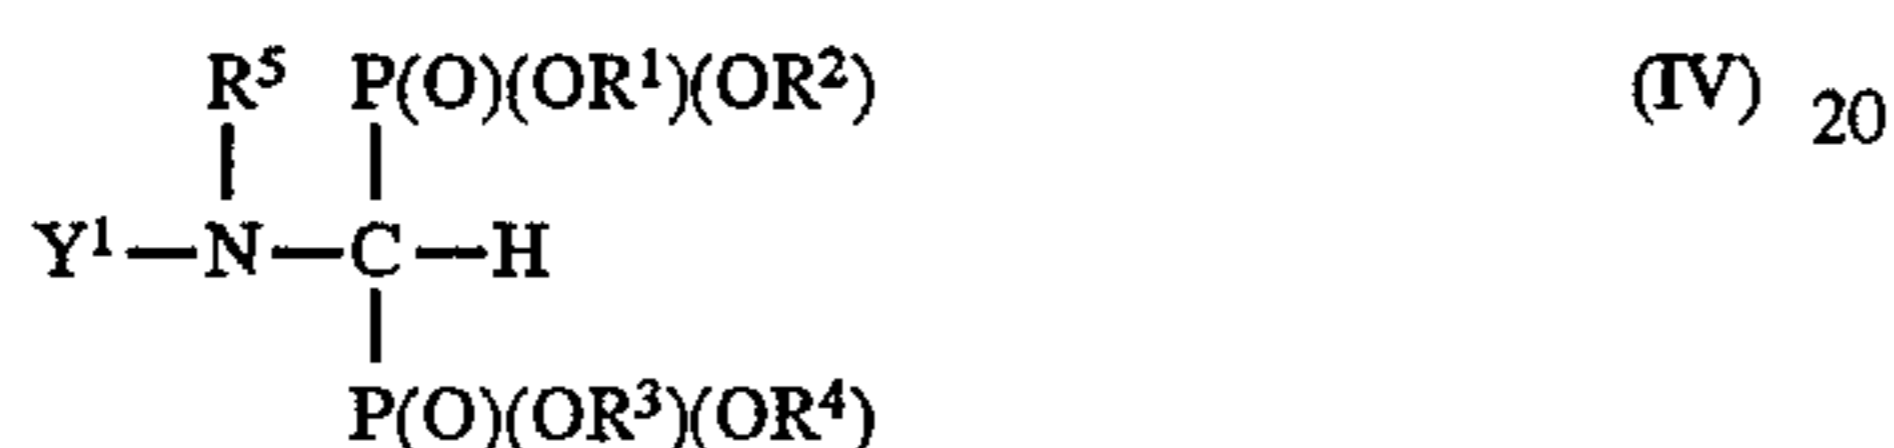 R⁵ P(O)(OR¹)(OR²) (IV) 20
Y¹—N—C—H
P(O)(OR³)(OR⁴)